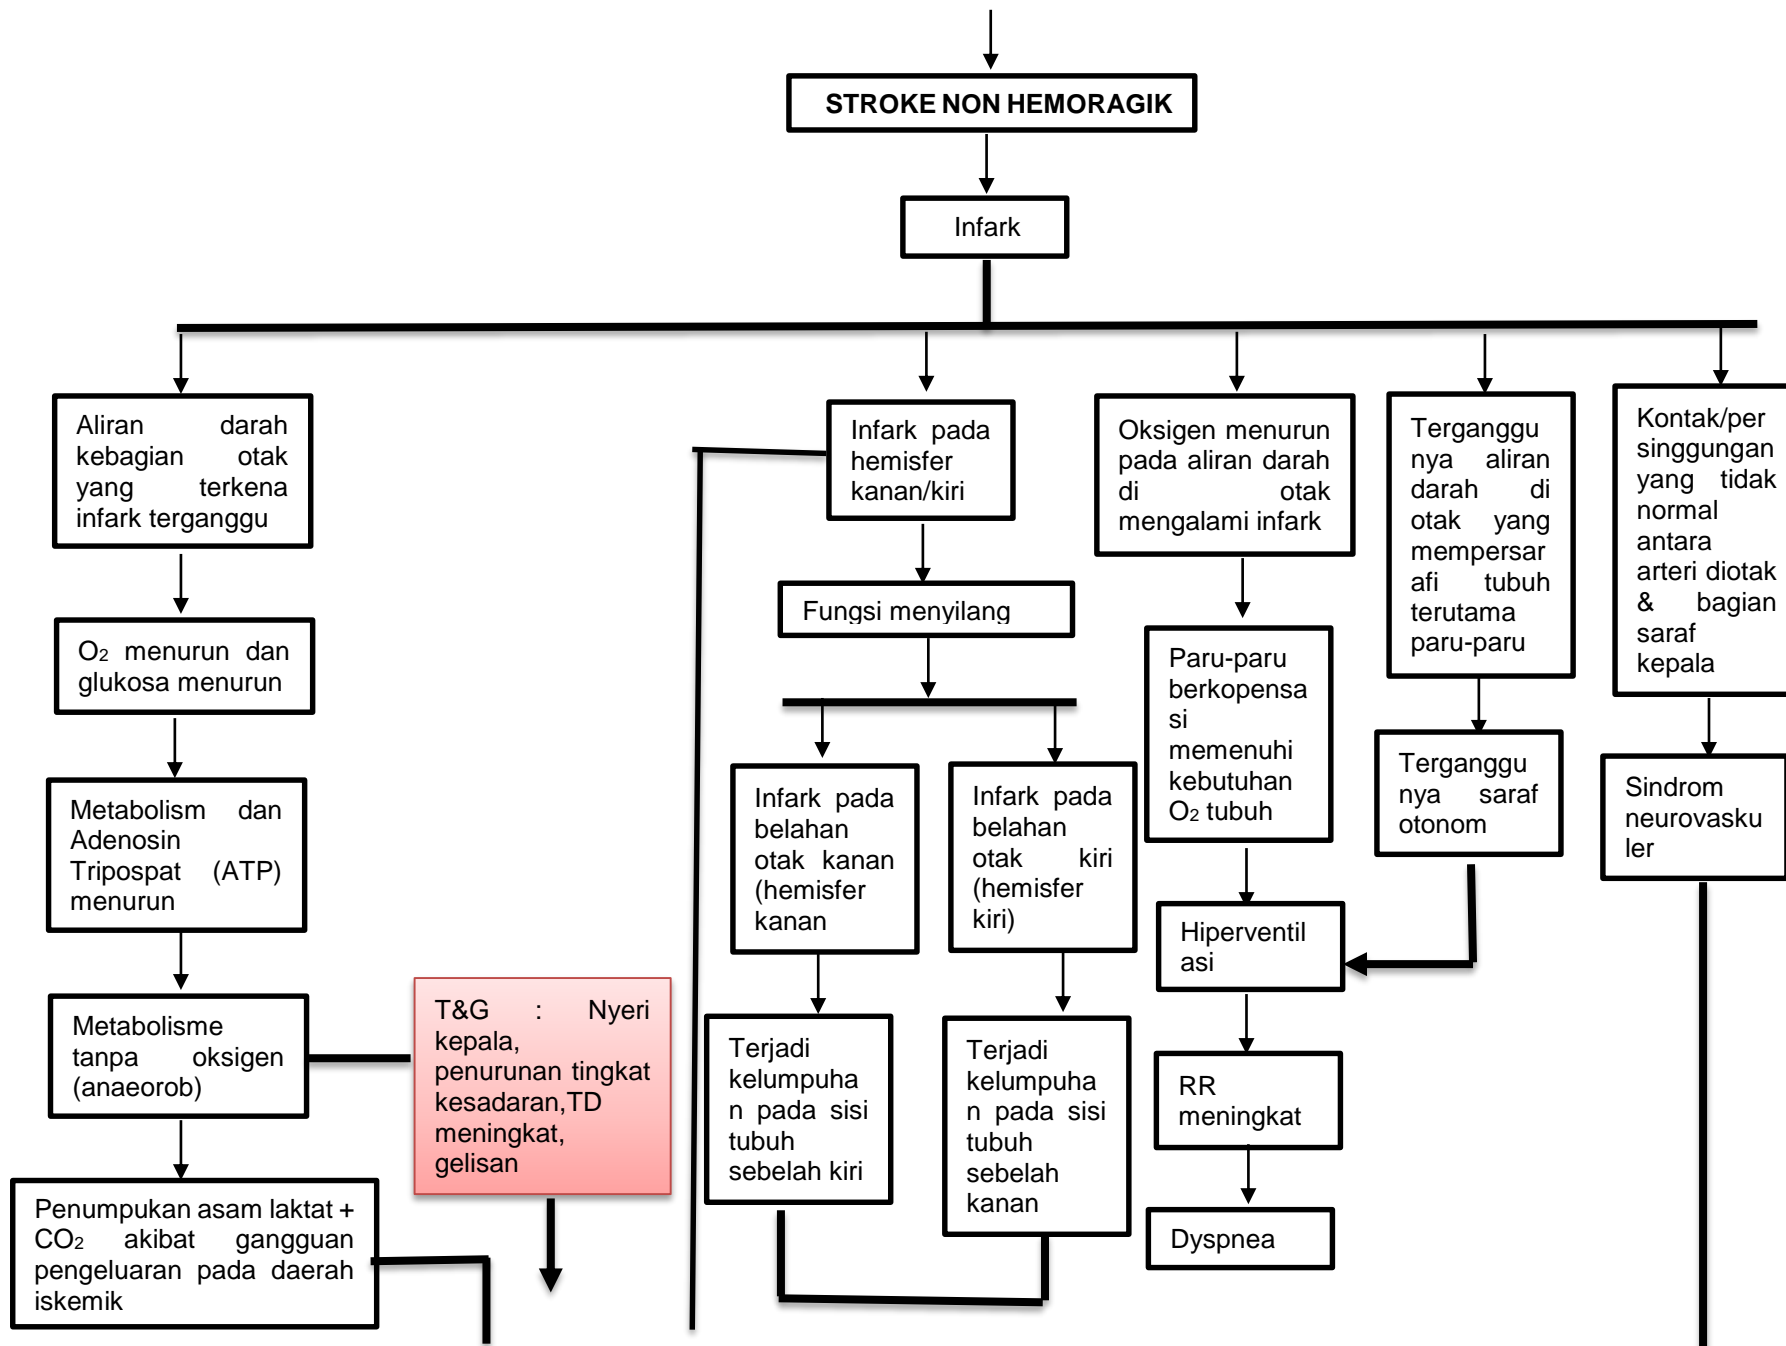 STROKE NON HEMORAGIK
Infark
Aliran darah
kebagian otak
yang terkena
infark terganggu
O₂ menurun dan
glukosa menurun
Metabolism dan
Adenosin
Tripospat (ATP)
menurun
Metabolisme
tanpa oksigen
(anaeorob)
Penumpukan asam laktat +
CO₂ akibat gangguan
pengeluaran pada daerah
iskemik
T&G : Nyeri
kepala,
penurunan tingkat
kesadaran,TD
meningkat,
gelisan
Infark pada
hemisfer
kanan/kiri
Fungsi menyilang
Infark pada
belahan
otak kanan
(hemisfer
kanan
Terjadi
kelumpuha
n pada sisi
tubuh
sebelah kiri
Infark pada
belahan
otak kiri
(hemisfer
kiri)
Terjadi
kelumpuha
n pada sisi
tubuh
sebelah
kanan
Oksigen menurun
pada aliran darah
di otak
mengalami infark
Paru-paru
berkopensa
si
memenuhi
kebutuhan
O₂ tubuh
Hiperventil
asi
RR
meningkat
Dyspnea
Terganggu
nya aliran
darah di
otak yang
mempersar
afi tubuh
terutama
paru-paru
Terganggu
nya saraf
otonom
Kontak/per
singgungan
yang tidak
normal
antara
arteri diotak
& bagian
saraf
kepala
Sindrom
neurovasku
ler